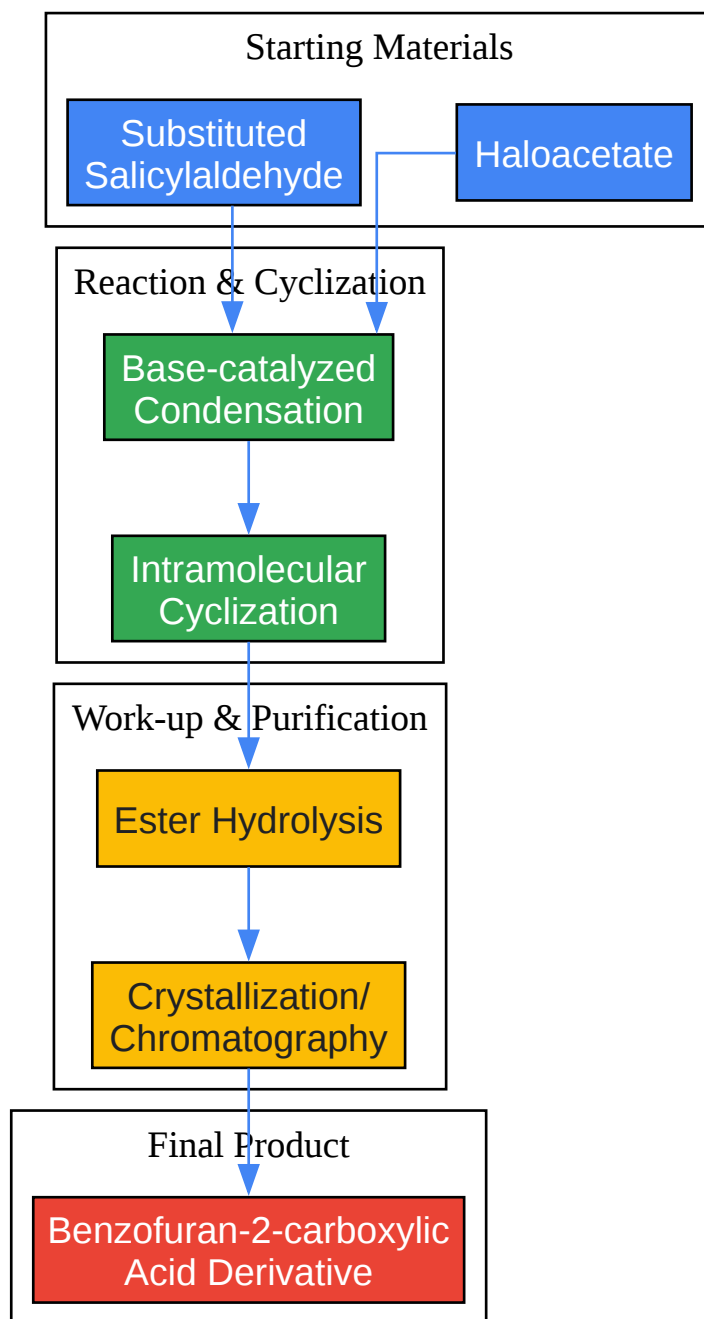 Starting Materials
Substituted
Salicylaldehyde
Haloacetate
Reaction & Cyclization
Base-catalyzed
Condensation
Intramolecular
Cyclization
Work-up & Purification
Ester Hydrolysis
Crystallization/
Chromatography
Final Product
Benzofuran-2-carboxylic
Acid Derivative